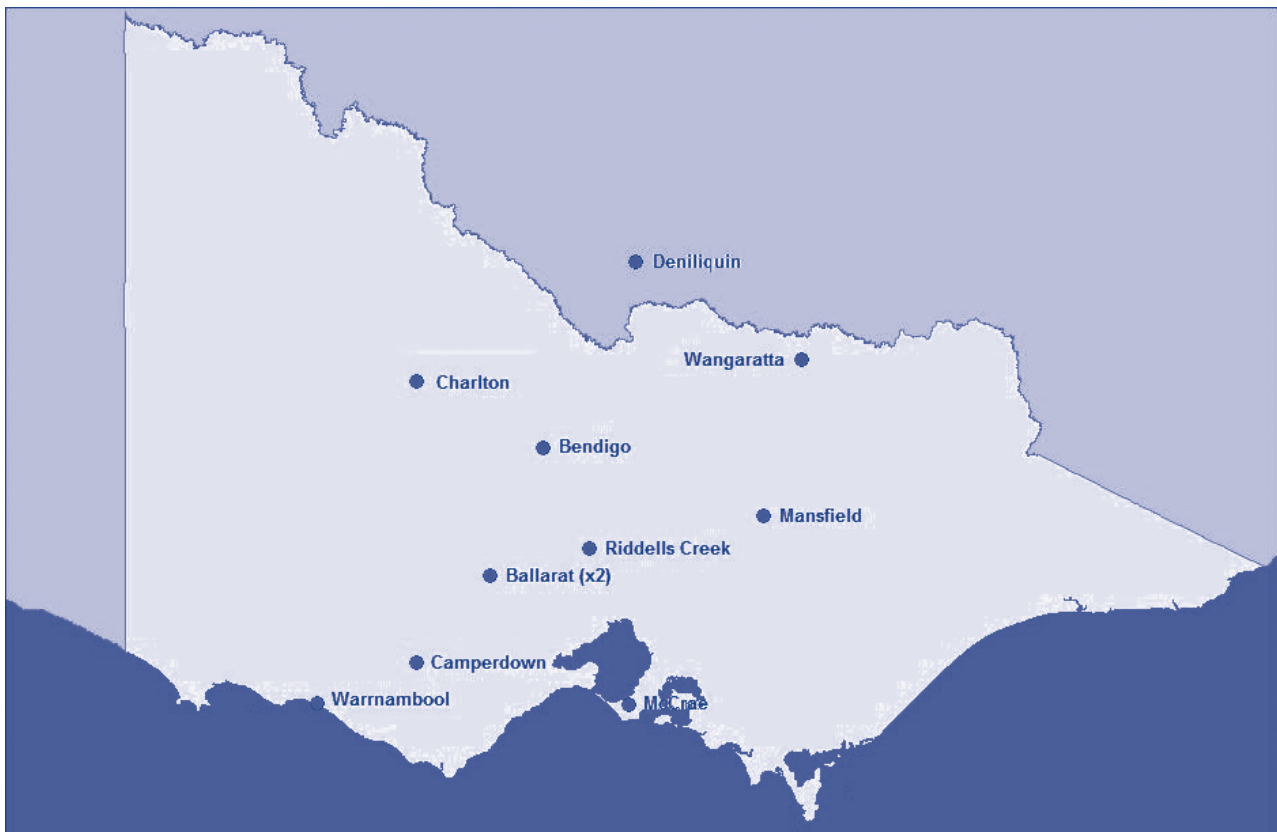 Deniliquin
Wangaratta
Charlton
Bendigo
Mansfield
Riddells Creek
Ballarat (x2)
Camperdown
Warrnambool
McCrae